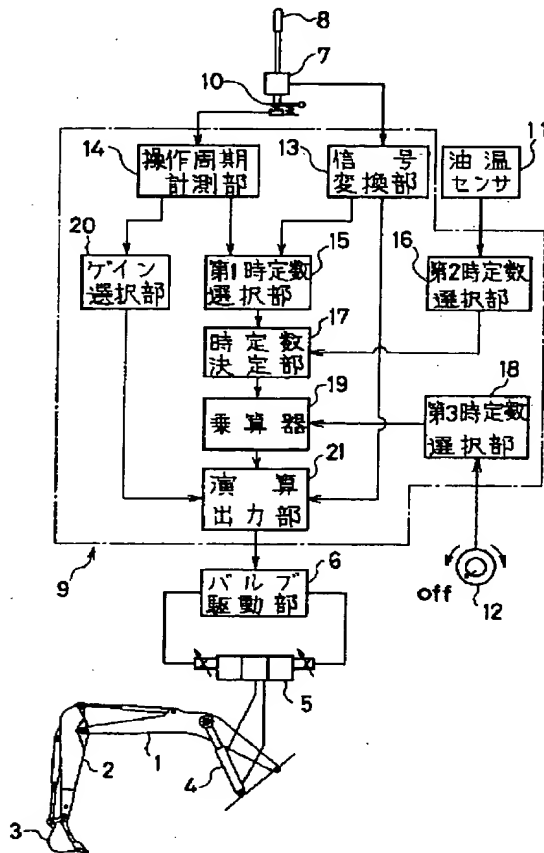 8
7
10
14
操作周期
計測部
13
信号
変換部
11
油温
センサ
20
ゲイン
選択部
15
第1時定数
選択部
16
第2時定数
選択部
17
時定数
決定部
18
第3時定数
選択部
19
乗算器
21
演算
出力部
9
6
バルブ
駆動部
off
12
5
1
2
4
3